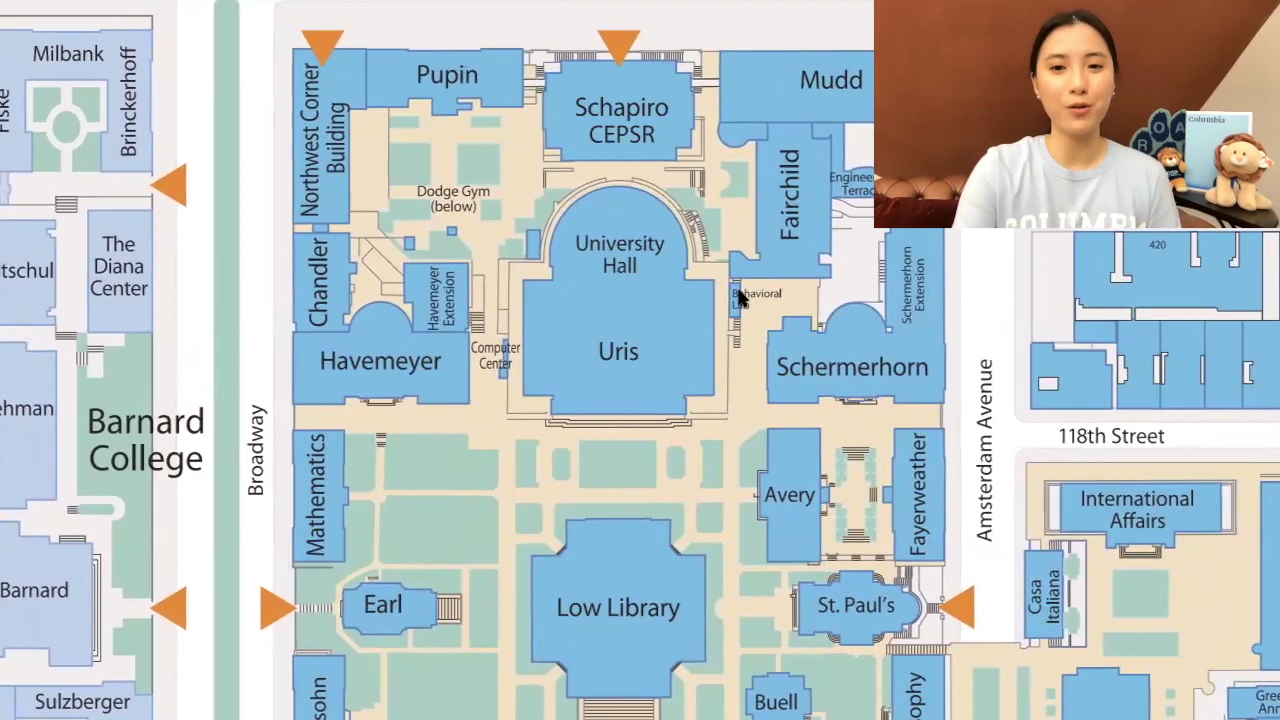 Milbank
Brinckerhoff
Fiske
The
Diana
Center
Barnard
College
Barnard
Sulzberger
Broadway
Northwest Corner
Building
Pupin
Schapiro
CEPSR
Mudd
Dodge Gym
(below)
Fairchild
University
Hall
Chandler
Havemeyer
Extension
Havemeyer
Computer
Center
Uris
Schermerhorn
Schermerhorn
Extension
Mathematics
Avery
Fayerweather
Earl
Low Library
St. Paul's
Buell
Amsterdam Avenue
420
118th Street
International
Affairs
Casa
Italiana
Columbia
R O A